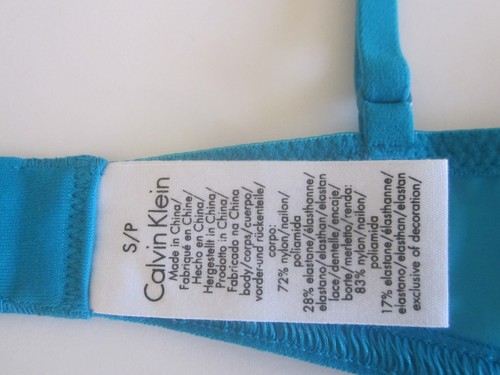 S/P
Calvin Klein
Made in China/
Fabriqué en Chine/
Hecho en China/
Hergestellt in China/
Prodotto in China/
Fabricado na China
body/corps/cuerpo/
vorder-und rückenteile/
corpo:
72% nylon/nailon/
poliamida
28% elastane/élasthanne/
elastano/elasthan/elastan
lace/dentelle/encaje/
borte/merletto/renda:
83% nylon/nailon/
poliamida
17% elastane/élasthanne/
elastano/elasthan/élastan
exclusive of decoration/